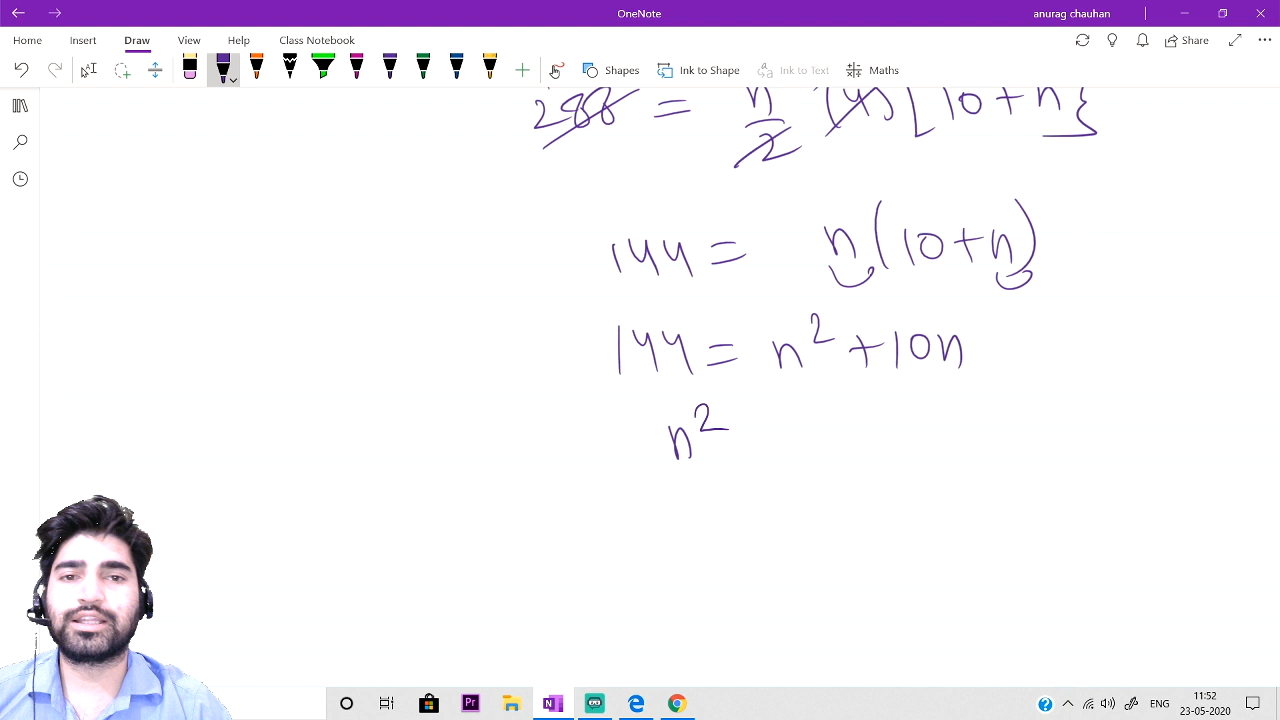 OneNote
anurag chauhan
Home Insert Draw View Help Class Notebook
Share
Shapes Ink to Shape Ink to Text Maths
288 = n/2 [10+n}
144 = n(10+n)
144 = n² + 10n
n²
Pr
N
ENG
11:52
23-05-2020